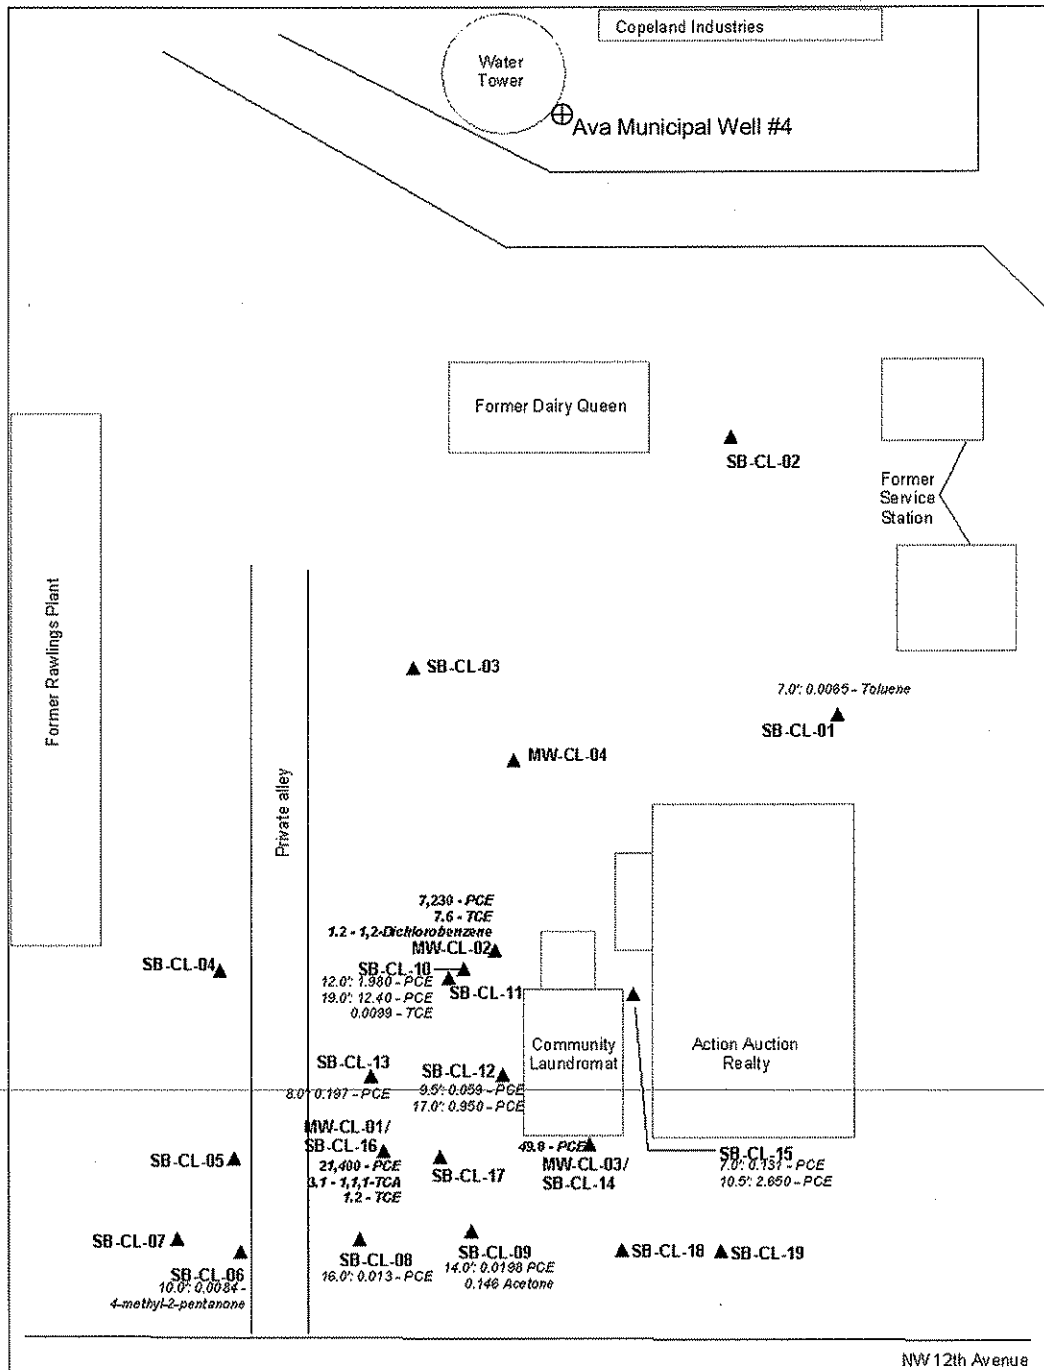 Copeland Industries
Water
Tower
Ava Municipal Well #4
Former Dairy Queen
SB-CL-02
Former
Service
Station
Former Rawlings Plant
SB-CL-03
7.0': 0.0065 - Toluene
SB-CL-01
MW-CL-04
Private alley
7,230 - PCE
7.6 - TCE
1.2 - 1,2-Dichlorobenzene
MW-CL-02
SB-CL-04
SB-CL-10
12.0': 1.980 - PCE
SB-CL-11
19.0': 12.40 - PCE
0.0099 - TCE
Community
Laundromat
Action Auction
Realty
SB-CL-13
8.0' 0.197 - PCE
SB-CL-12
9.5': 0.059 - PCE
17.0': 0.950 - PCE
MW-CL-01/
SB-CL-16
21,400 - PCE
3.1 - 1,1,1-TCA
1.2 - TCE
SB-CL-05
SB-CL-17
49.8 - PCE
MW-CL-03/
SB-CL-14
SB-CL-15
7.0': 0.131 - PCE
10.5': 2.650 - PCE
SB-CL-07
SB-CL-06
10.0': 0.0084 -
4-methyl-2-pentanone
SB-CL-08
16.0': 0.013 - PCE
SB-CL-09
14.0': 0.0198 PCE
0.146 Acetone
SB-CL-18
SB-CL-19
NW 12th Avenue